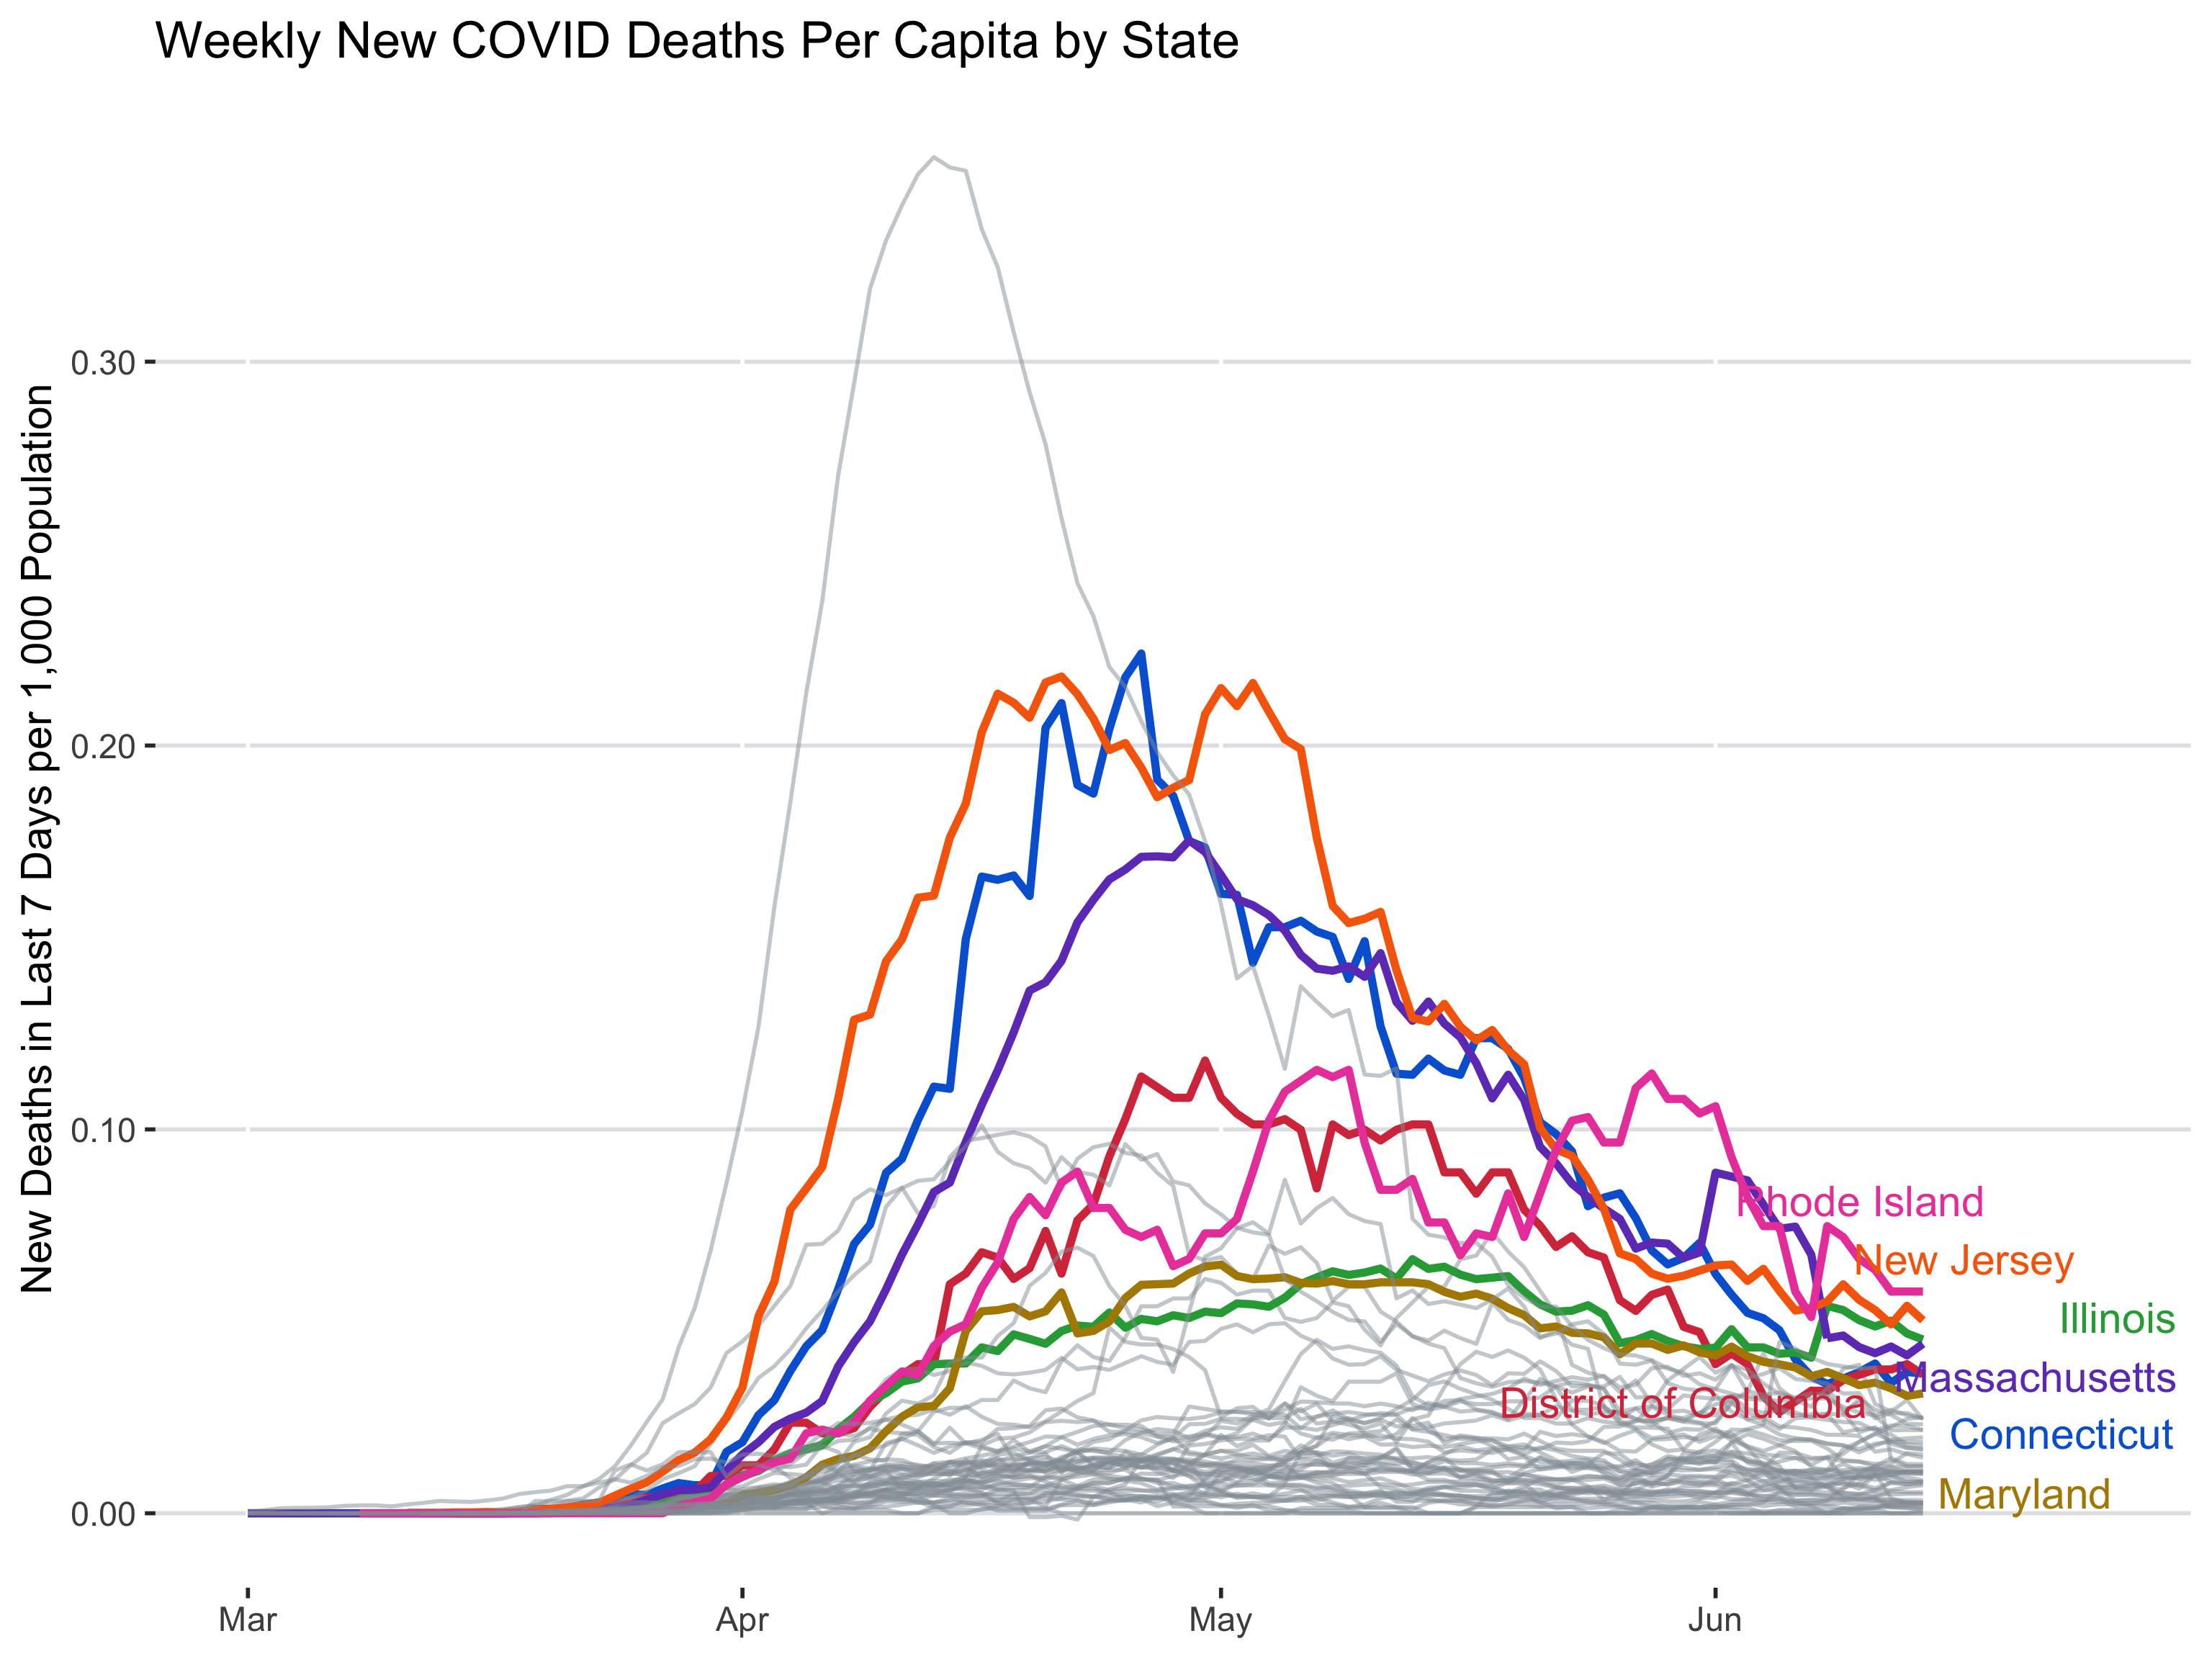 Weekly New COVID Deaths Per Capita by State
New Deaths in Last 7 Days per 1,000 Population
0.30
0.20
0.10
0.00
Rhode Island
New Jersey
Illinois
Massachusetts
District of Columbia
Connecticut
Maryland
Mar
Apr
May
Jun